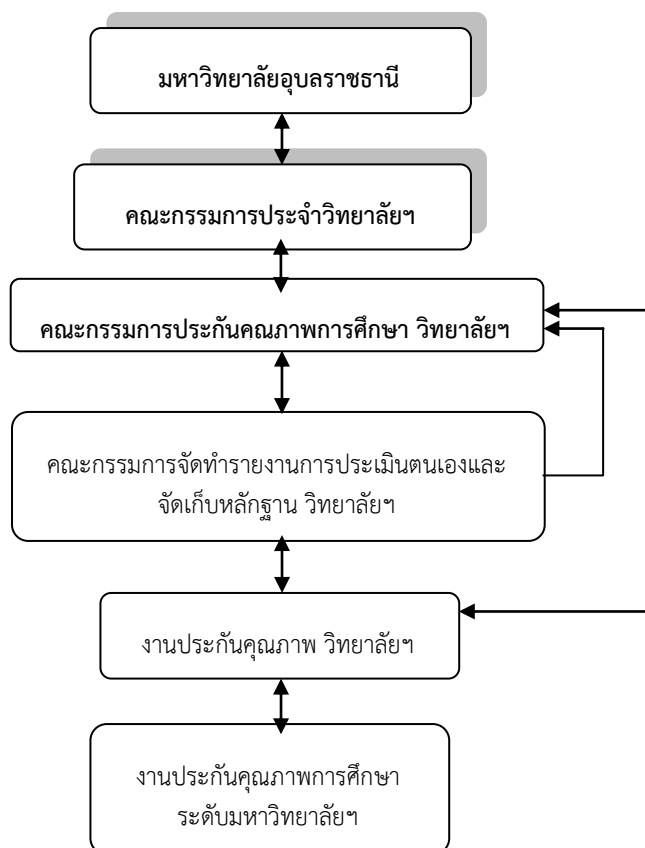 มหาวิทยาลัยอุบลราชธานี
คณะกรรมการประจำวิทยาลัยฯ
คณะกรรมการประกันคุณภาพการศึกษา วิทยาลัยฯ
คณะกรรมการจัดทำรายงานการประเมินตนเองและ
จัดเก็บหลักฐาน วิทยาลัยฯ
งานประกันคุณภาพ วิทยาลัยฯ
งานประกันคุณภาพการศึกษา
ระดับมหาวิทยาลัยฯ